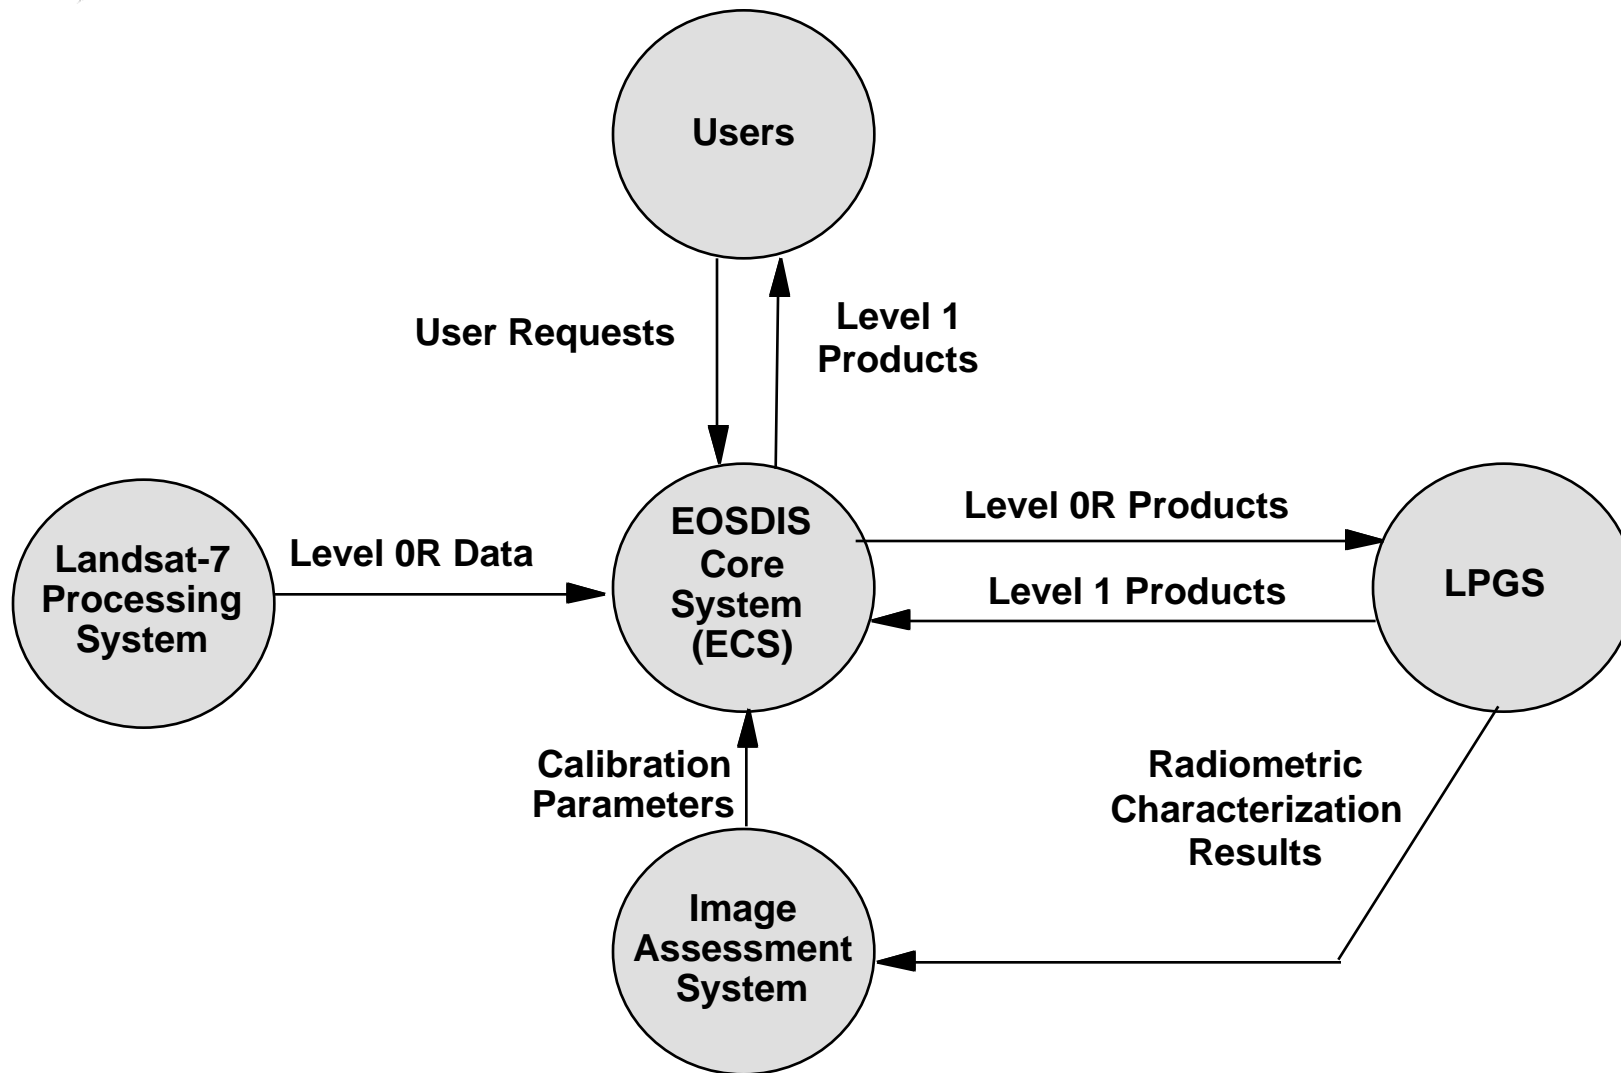 Users
User Requests
Level 1
Products
Landsat-7
Processing
System
Level 0R Data
EOSDIS
Core
System
(ECS)
Level 0R Products
Level 1 Products
LPGS
Calibration
Parameters
Radiometric
Characterization
Results
Image
Assessment
System